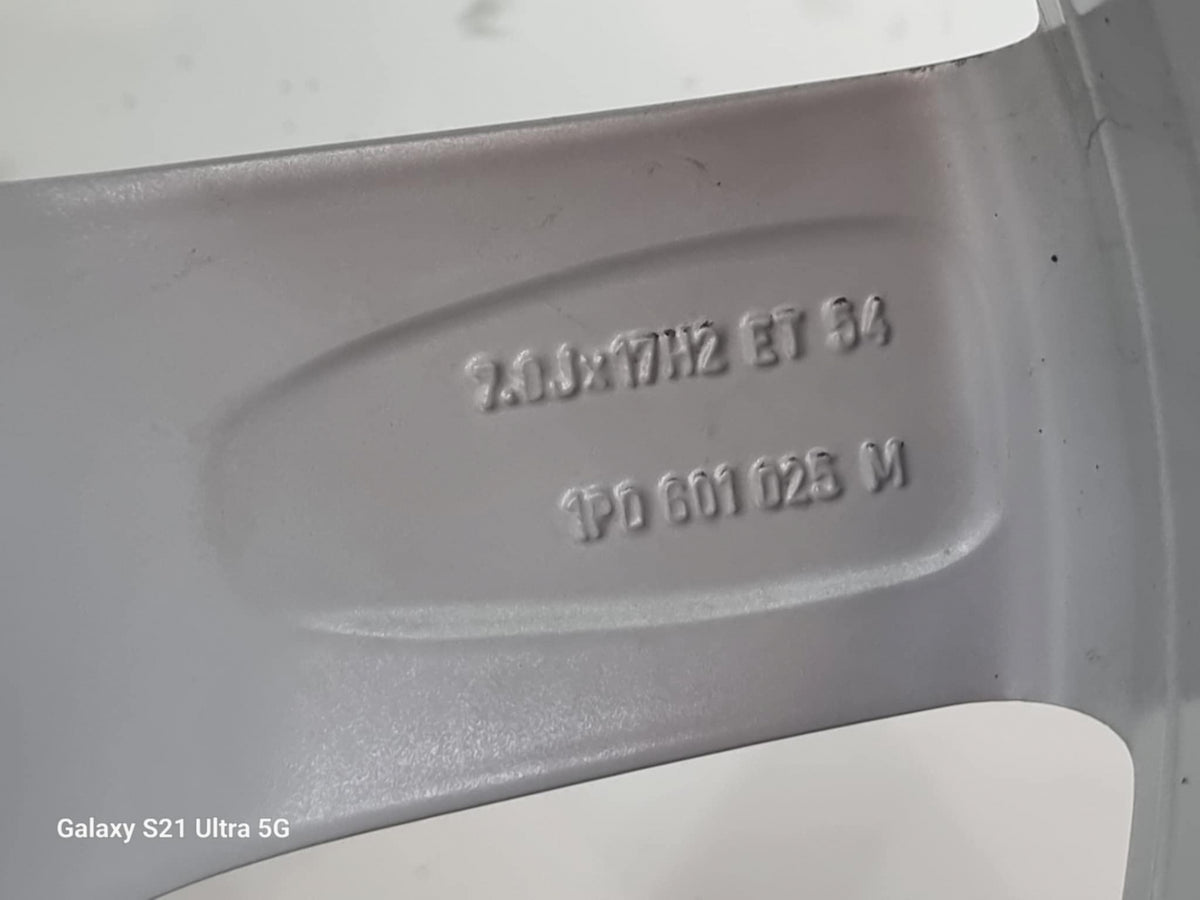 7.0Jx17H2 ET 54
1P0 601 025 M
Galaxy S21 Ultra 5G